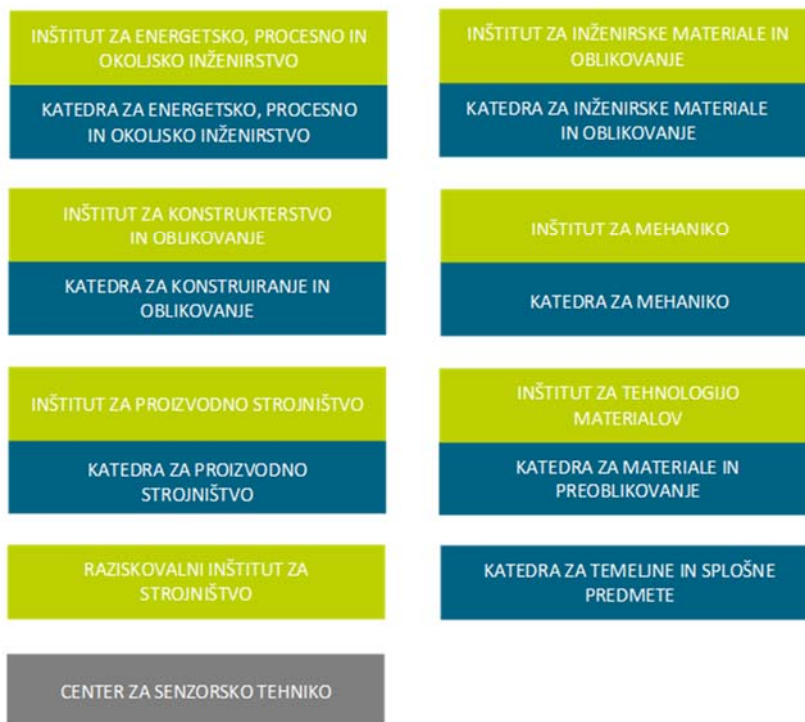 INŠTITUT ZA ENERGETSKO, PROCESNO IN
OKOLJSKO INŽENIRSTVO
KATEDRA ZA ENERGETSKO, PROCESNO
IN OKOLJSKO INŽENIRSTVO
INŠTITUT ZA INŽENIRSKE MATERIALE IN
OBLIKOVANJE
KATEDRA ZA INŽENIRSKE MATERIALE
IN OBLIKOVANJE
INŠTITUT ZA KONSTRUKTERSTVO
IN OBLIKOVANJE
KATEDRA ZA KONSTRUIRANJE IN
OBLIKOVANJE
INŠTITUT ZA MEHANIKO
KATEDRA ZA MEHANIKO
INŠTITUT ZA PROIZVODNO STROJNIŠTVO
KATEDRA ZA PROIZVODNO
STROJNIŠTVO
INŠTITUT ZA TEHNOLOGIJO
MATERIALOV
KATEDRA ZA MATERIALE IN
PREOBLIKOVANJE
RAZISKOVALNI INŠTITUT ZA
STROJNIŠTVO
KATEDRA ZA TEMELJNE IN SPLOŠNE
PREDMETE
CENTER ZA SENZORSKO TEHNIKO